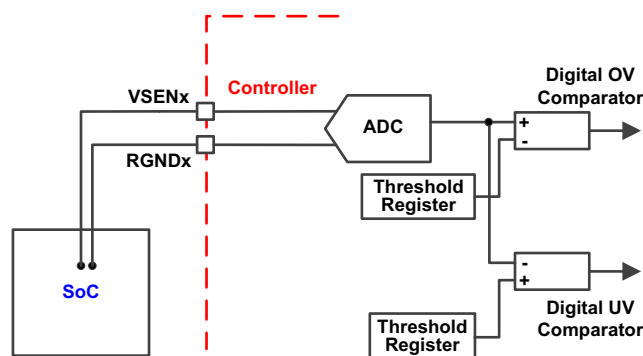 Digital OV
Comparator
VSENx
Controller
ADC
+
-
RGNDx
Threshold
Register
SoC
-
+
Threshold
Register
Digital UV
Comparator